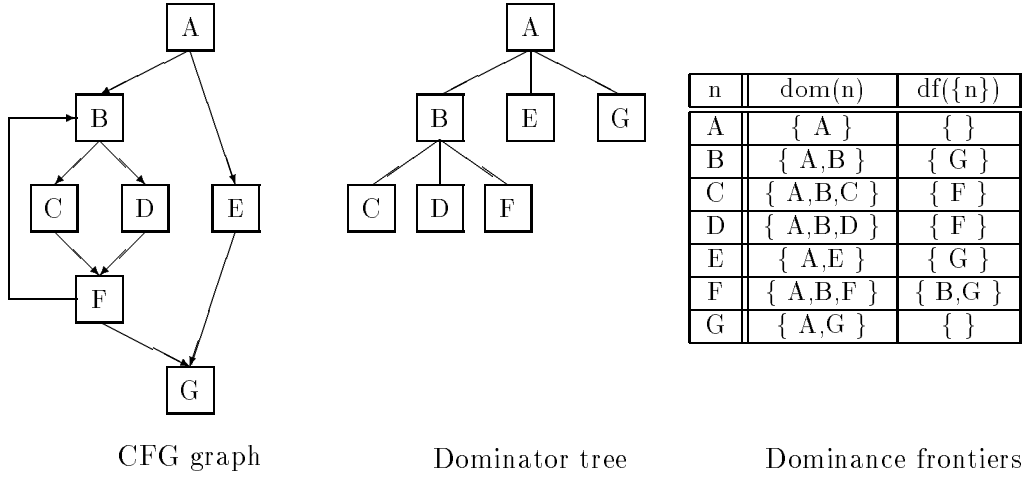 A
B
C D E
F
G
CFG graph
A
B E G
C D F
Dominator tree
n dom(n) df({n})
A { A } { }
B { A,B } { G }
C { A,B,C } { F }
D { A,B,D } { F }
E { A,E } { G }
F { A,B,F } { B,G }
G { A,G } { }
Dominance frontiers